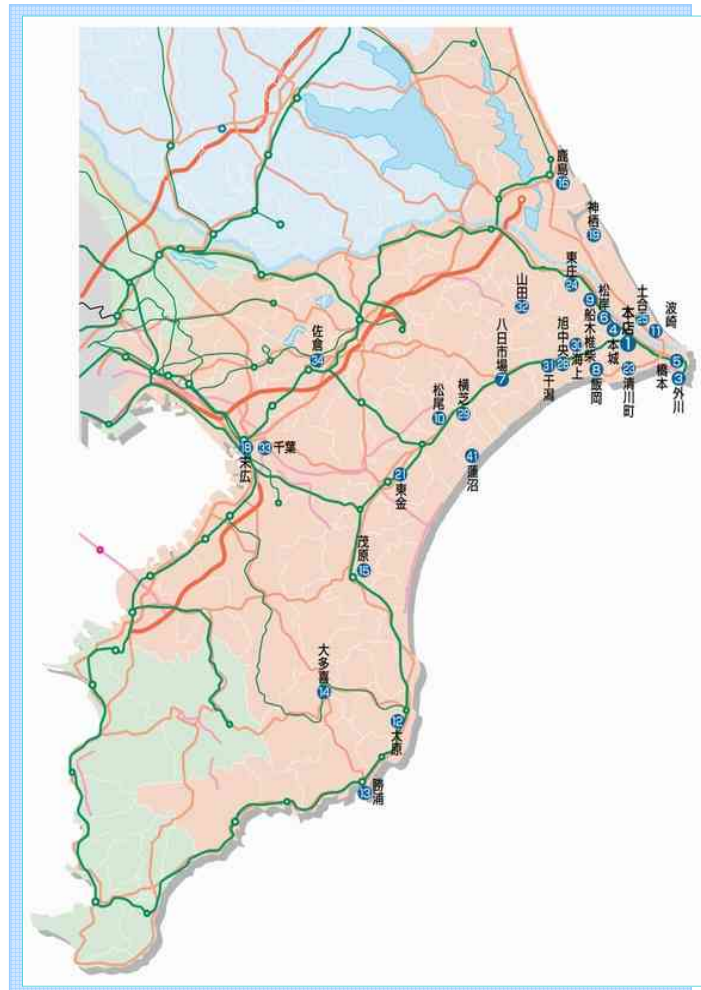 鹿島
16
神栖
19
東庄
24
山田
32
松岸
6
9
船木椎柴
土合
25
波崎
11
本店
1
4
本城
旭中央
26
30
海上
31
干潟
8
飯岡
23
清川町
橋本
3
外川
八日市場
7
佐倉
34
横芝
29
松尾
10
18
末広
33
千葉
41
蓮沼
21
東金
茂原
15
大多喜
14
12
大原
13
勝浦